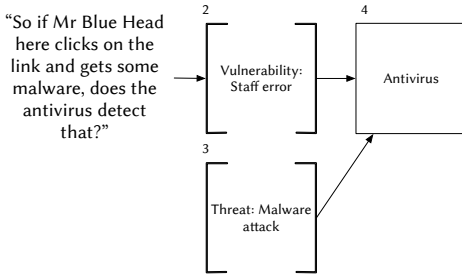 “So if Mr Blue Head
here clicks on the
link and gets some
malware, does the
antivirus detect
that?”
2
Vulnerability:
Staff error
4
Antivirus
3
Threat: Malware
attack